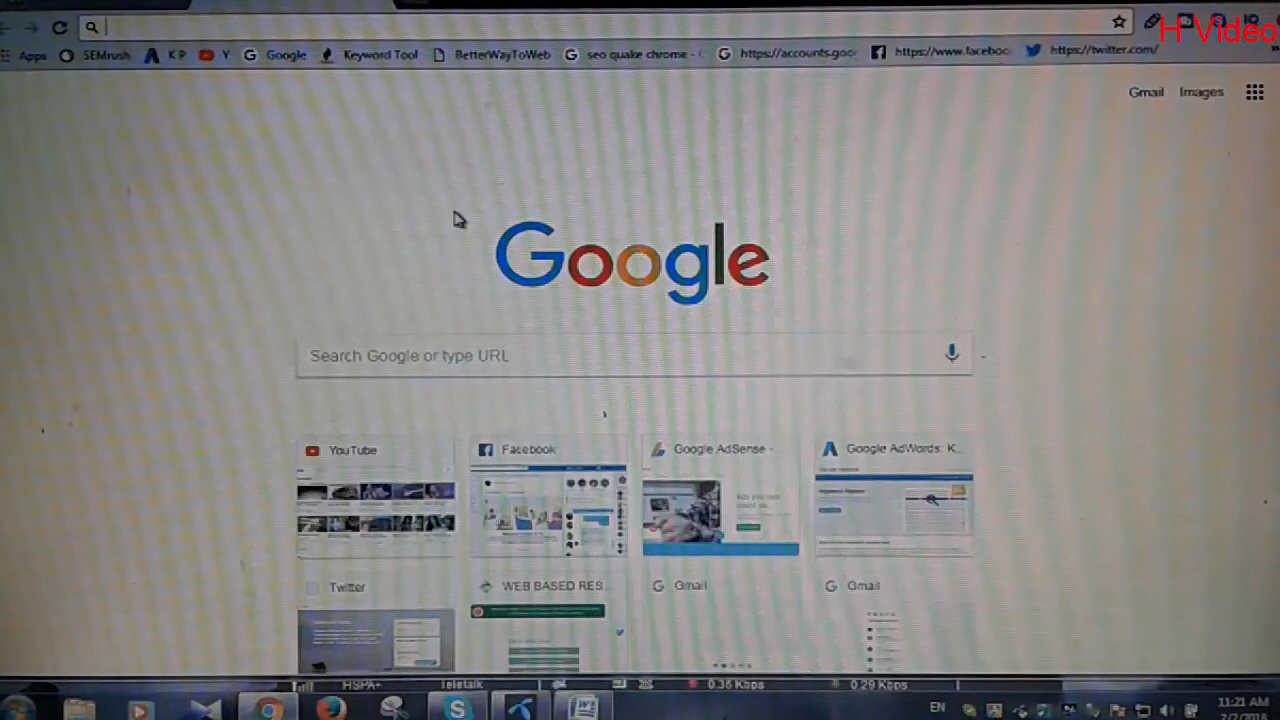 H Video
Apps SEMrush K P Y Google Keyword Tool BetterWayToWeb seo quake chrome - https://accounts.goo https://www.faceboo https://twitter.com/
Gmail Images
Google
Search Google or type URL
YouTube Facebook Google AdSense - Google AdWords: K...
Twitter WEB BASED RES Gmail Gmail
HSPA+ Teletalk 0.36 Kbps 0.29 Kbps
EN 11:21 AM